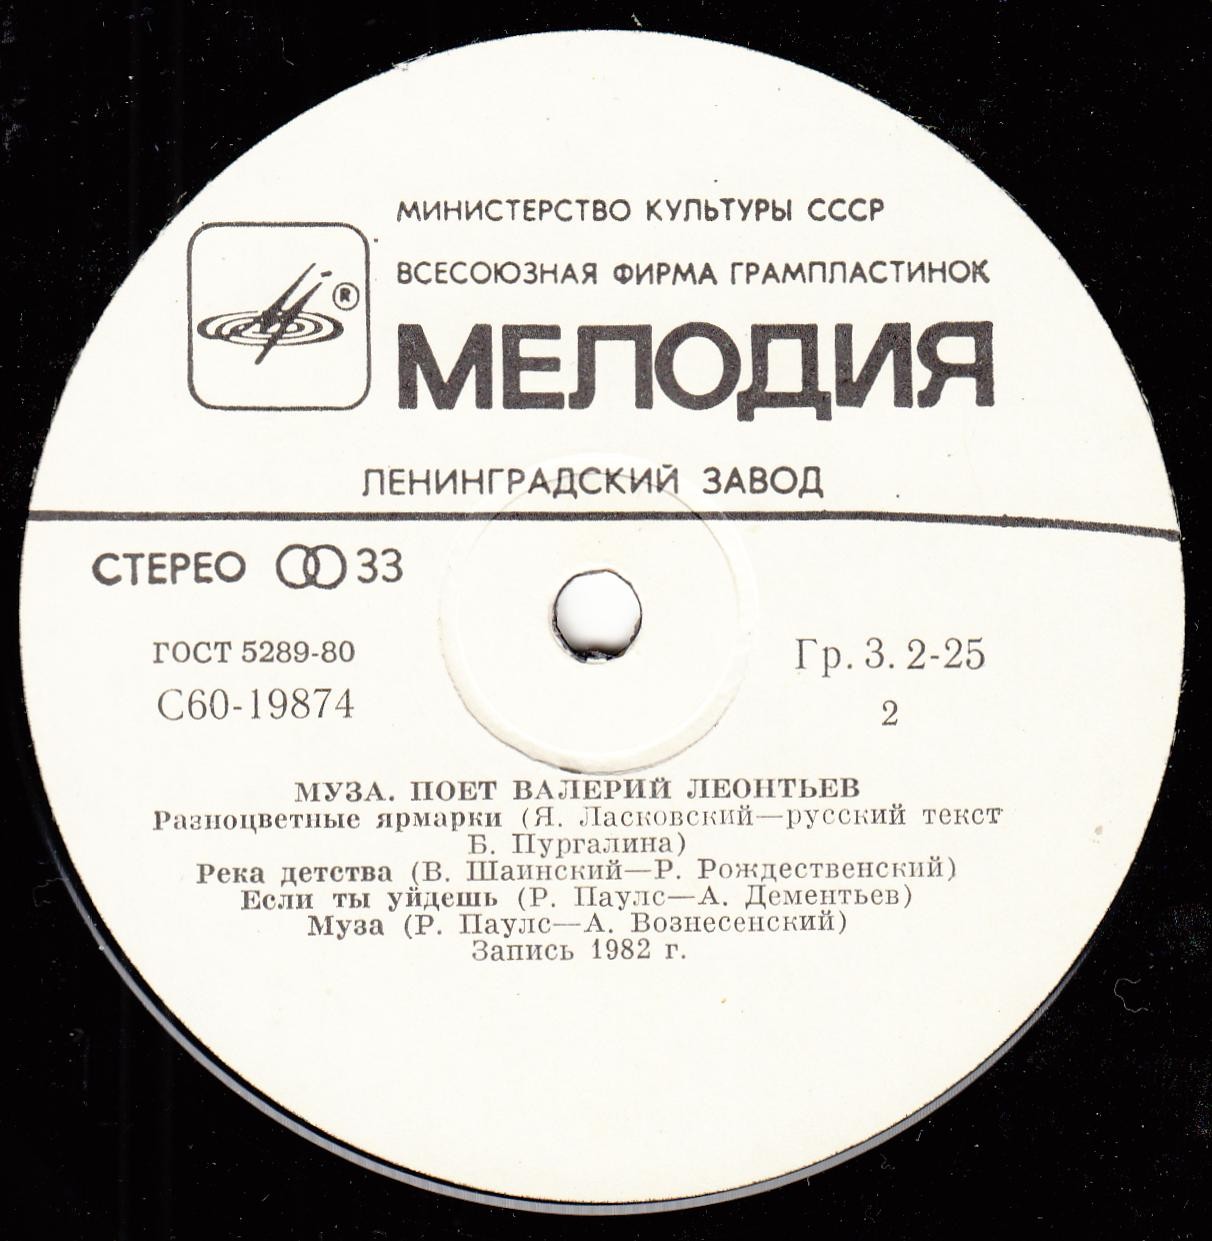 МИНИСТЕРСТВО КУЛЬТУРЫ СССР
ВСЕСОЮЗНАЯ ФИРМА ГРАМПЛАСТИНОК
®
МЕЛОДИЯ
ЛЕНИНГРАДСКИЙ ЗАВОД
СТЕРЕО 33
ГОСТ 5289-80
Гр. 3. 2-25
С60-19874
2
МУЗА. ПОЕТ ВАЛЕРИЙ ЛЕОНТЬЕВ
Разноцветные ярмарки (Я. Ласковский—русский текст
Б. Пургалина)
Река детства (В. Шаинский—Р. Рождественский)
Если ты уйдешь (Р. Паулс—А. Дементьев)
Муза (Р. Паулс—А. Вознесенский)
Запись 1982 г.